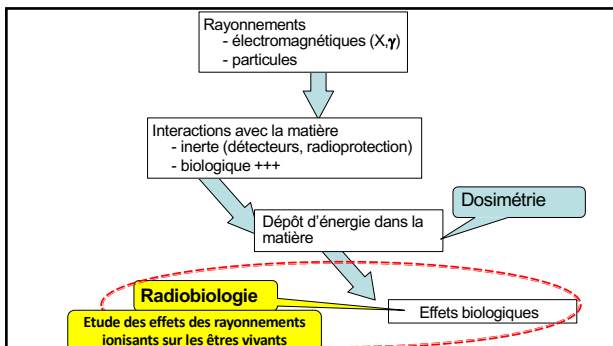 Rayonnements
- électromagnétiques (X,γ)
- particules
Interactions avec la matière
- inerte (détecteurs, radioprotection)
- biologique +++
Dosimétrie
Dépôt d'énergie dans la
matière
Radiobiologie
Effets biologiques
Etude des effets des rayonnements
ionisants sur les êtres vivants